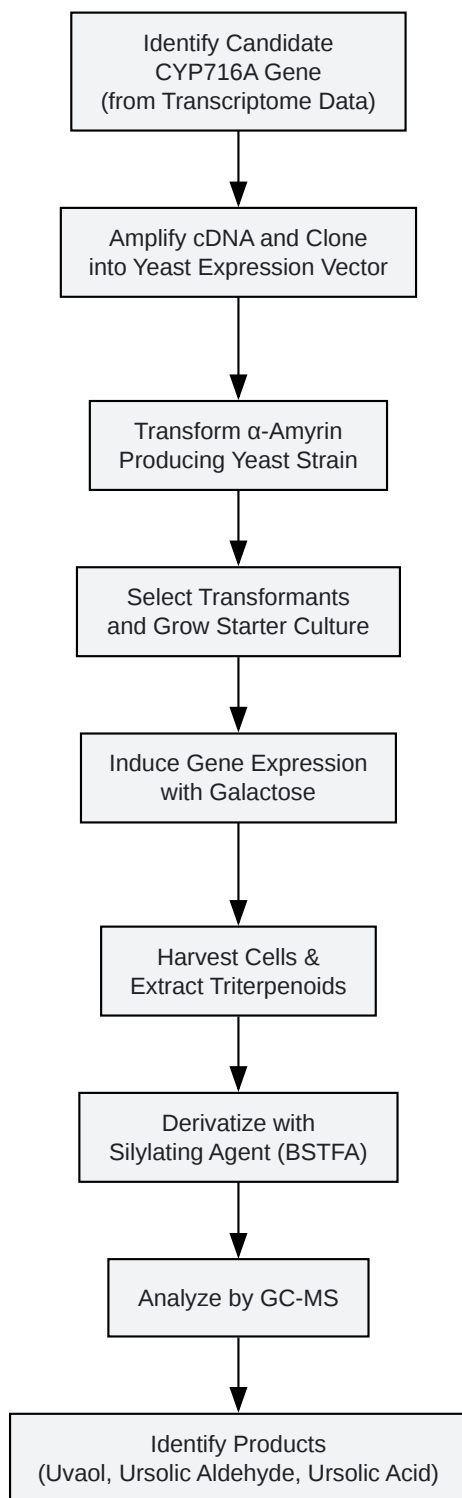 Identify Candidate
CYP716A Gene
(from Transcriptome Data)
Amplify cDNA and Clone
into Yeast Expression Vector
Transform α-Amyrin
Producing Yeast Strain
Select Transformants
and Grow Starter Culture
Induce Gene Expression
with Galactose
Harvest Cells &
Extract Triterpenoids
Derivatize with
Silylating Agent (BSTFA)
Analyze by GC-MS
Identify Products
(Uvaol, Ursolic Aldehyde, Ursolic Acid)